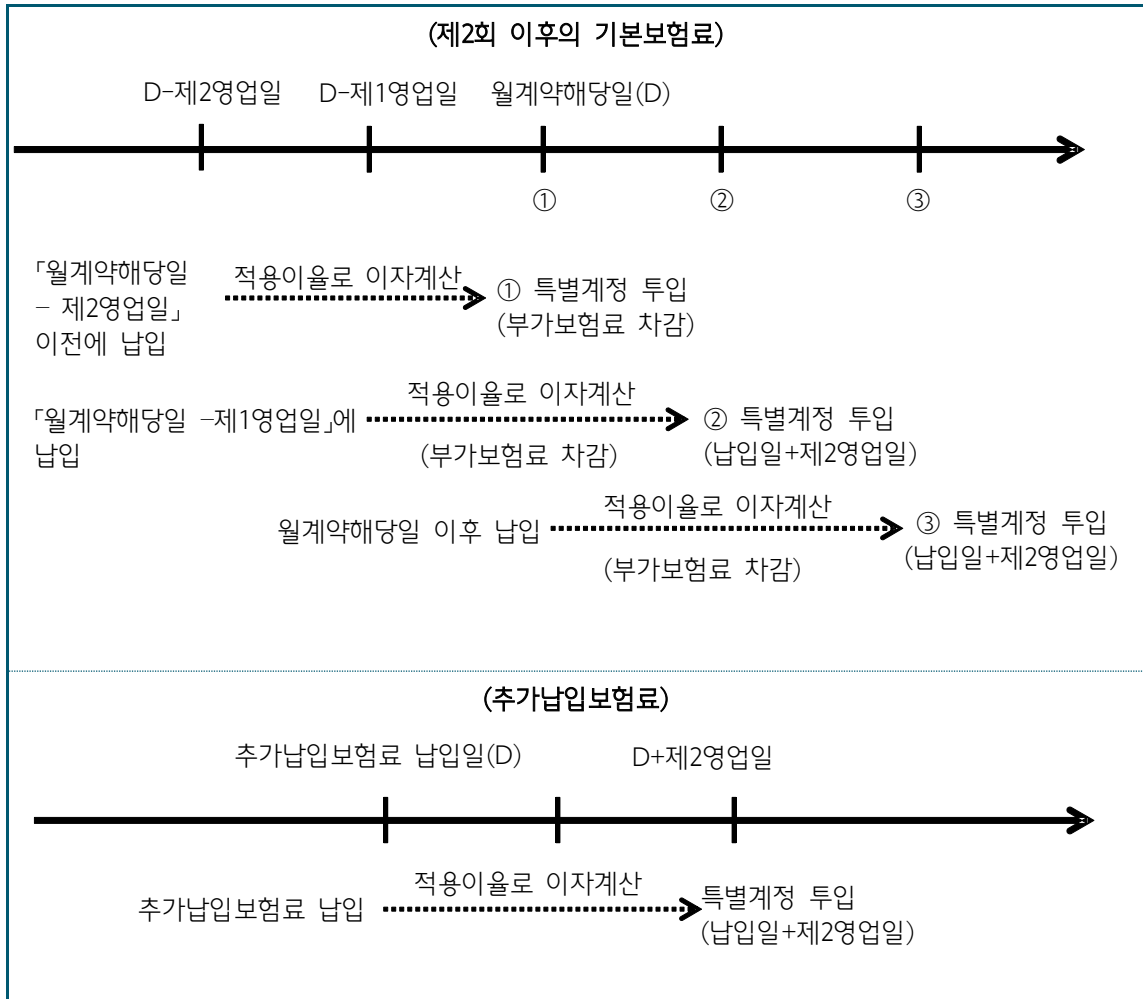 (제2회 이후의 기본보험료)
D-제2영업일 D-제1영업일 월계약해당일(D)
① ② ③
「월계약해당일
- 제2영업일」
이전에 납입
적용이율로 이자계산
① 특별계정 투입
(부가보험료 차감)
「월계약해당일 -제1영업일」에
납입
적용이율로 이자계산
(부가보험료 차감)
② 특별계정 투입
(납입일+제2영업일)
월계약해당일 이후 납입
적용이율로 이자계산
(부가보험료 차감)
③ 특별계정 투입
(납입일+제2영업일)
(추가납입보험료)
추가납입보험료 납입일(D) D+제2영업일
추가납입보험료 납입
적용이율로 이자계산
특별계정 투입
(납입일+제2영업일)